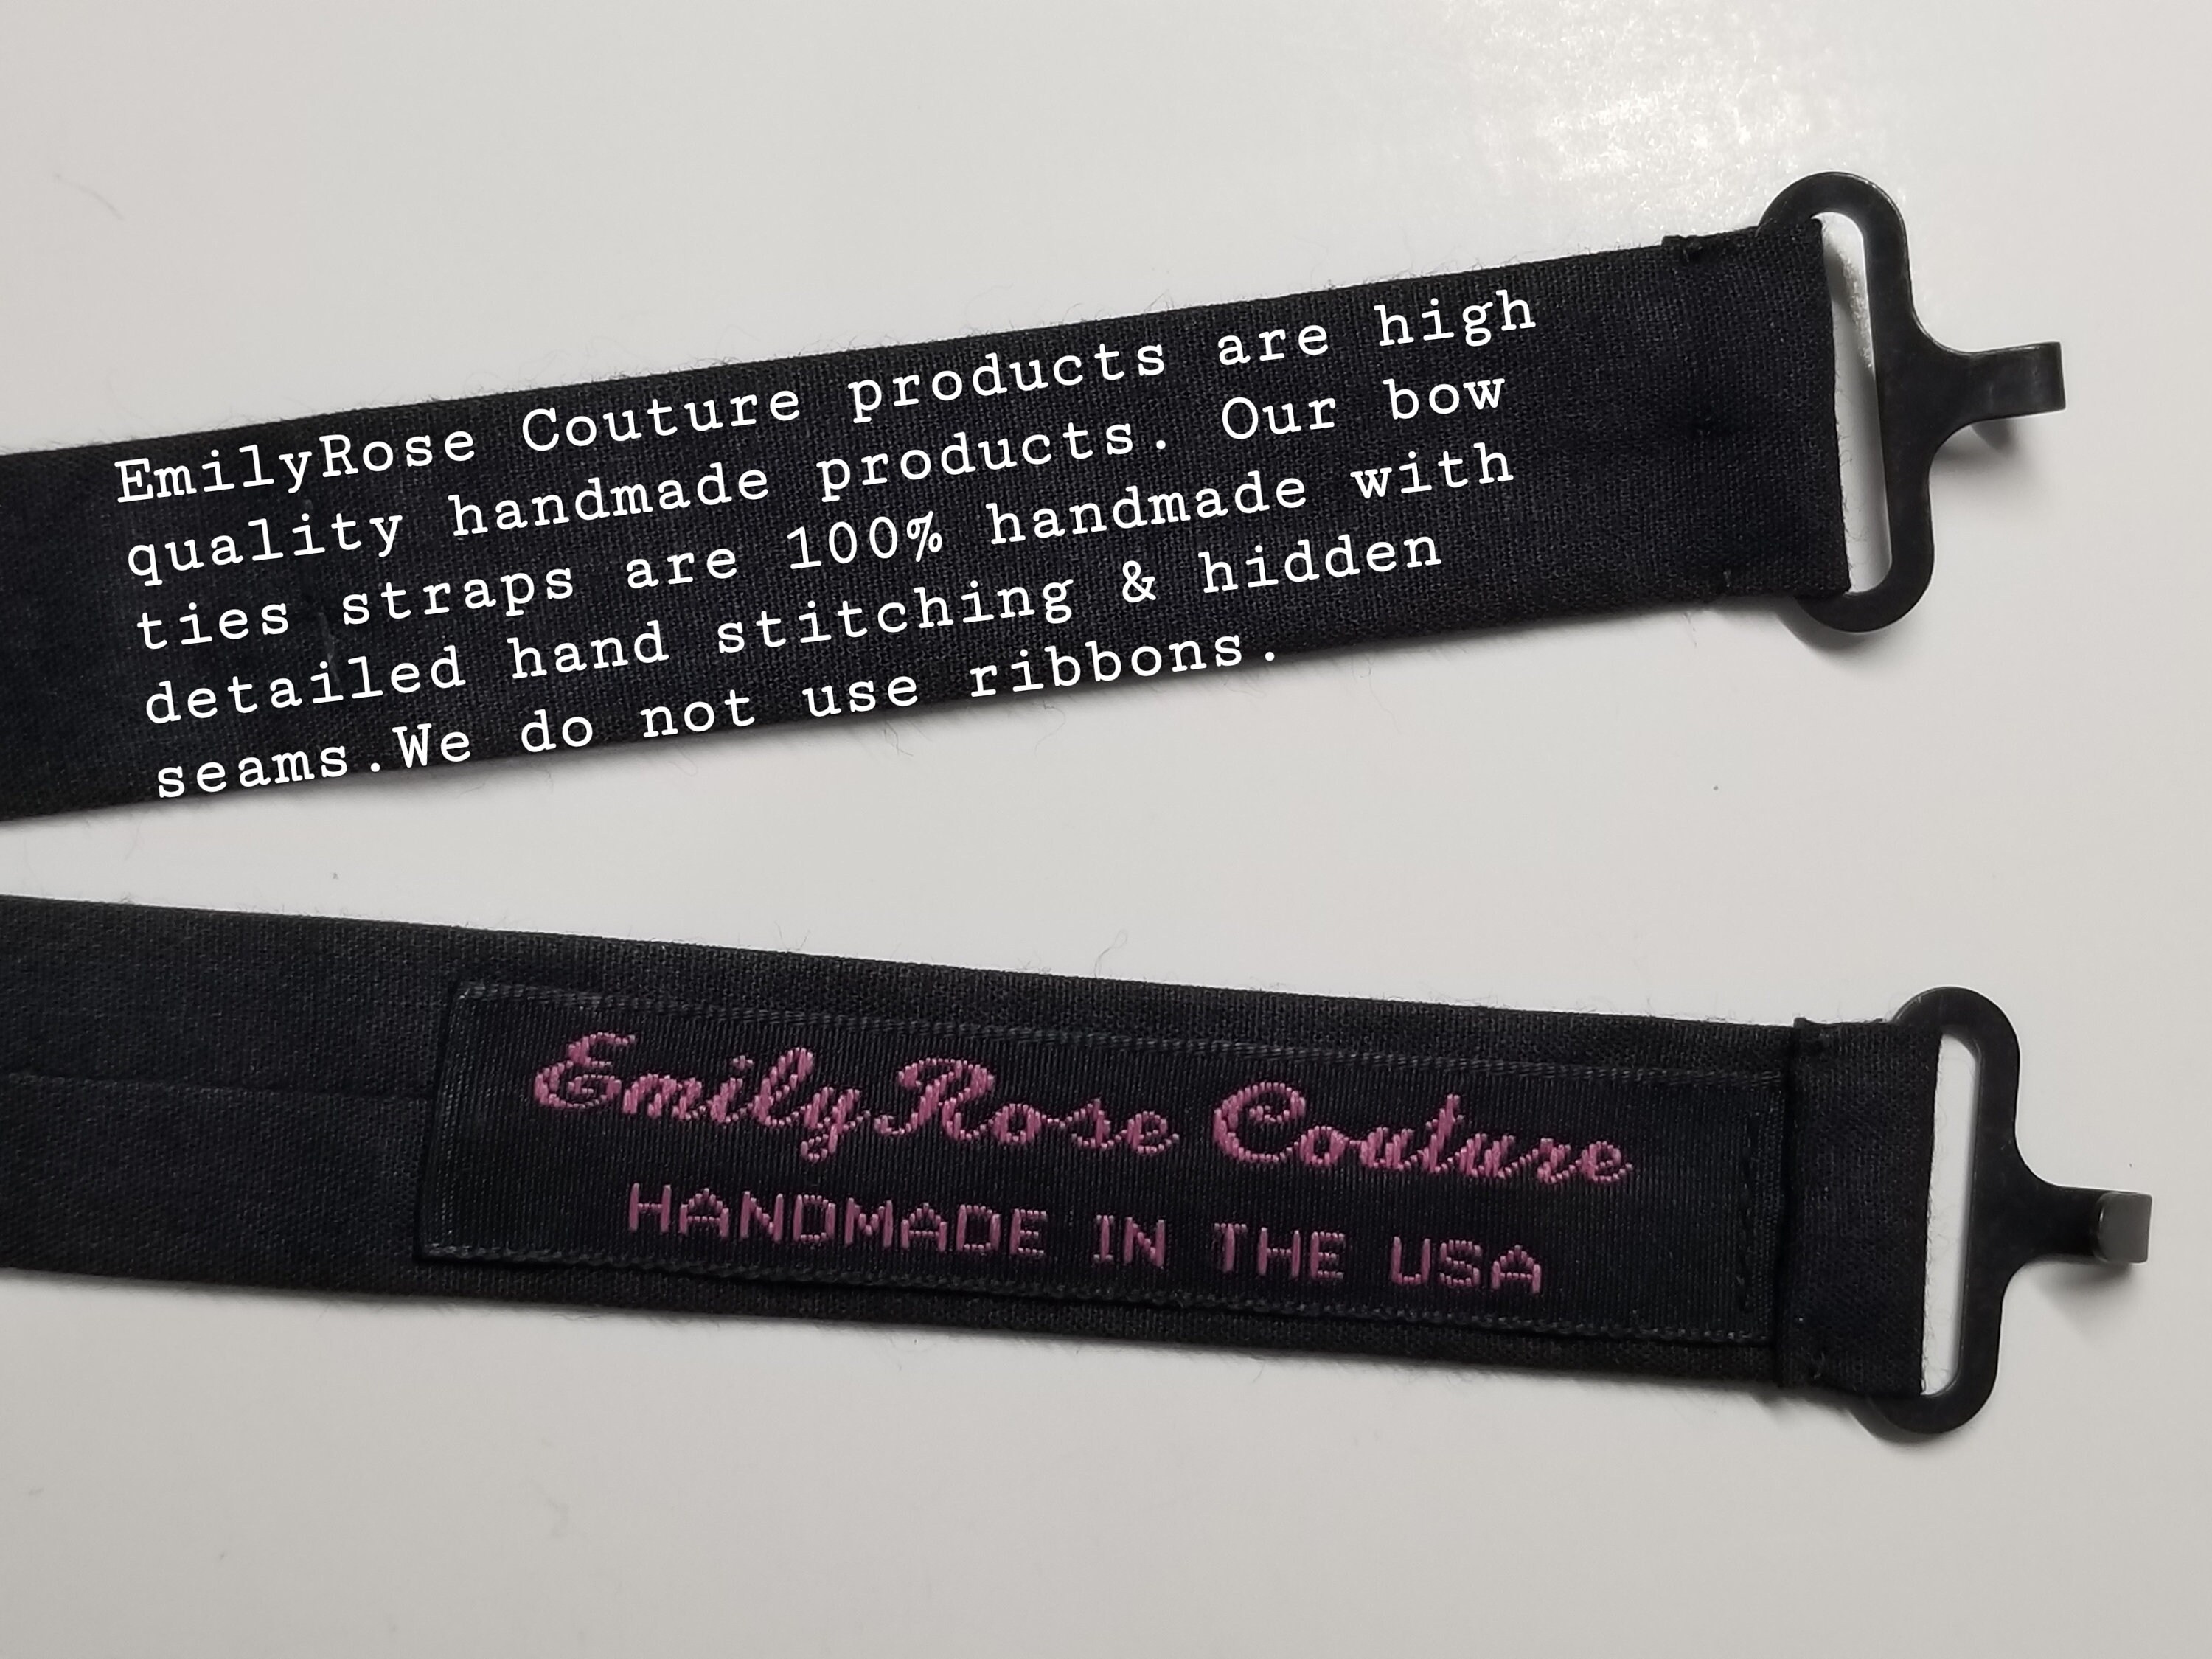 EmilyRose Couture products are high
quality handmade products. Our bow
ties straps are 100% handmade with
detailed hand stitching & hidden
seams.We do not use ribbons.
EmilyRose Couture
HANDMADE IN THE USA